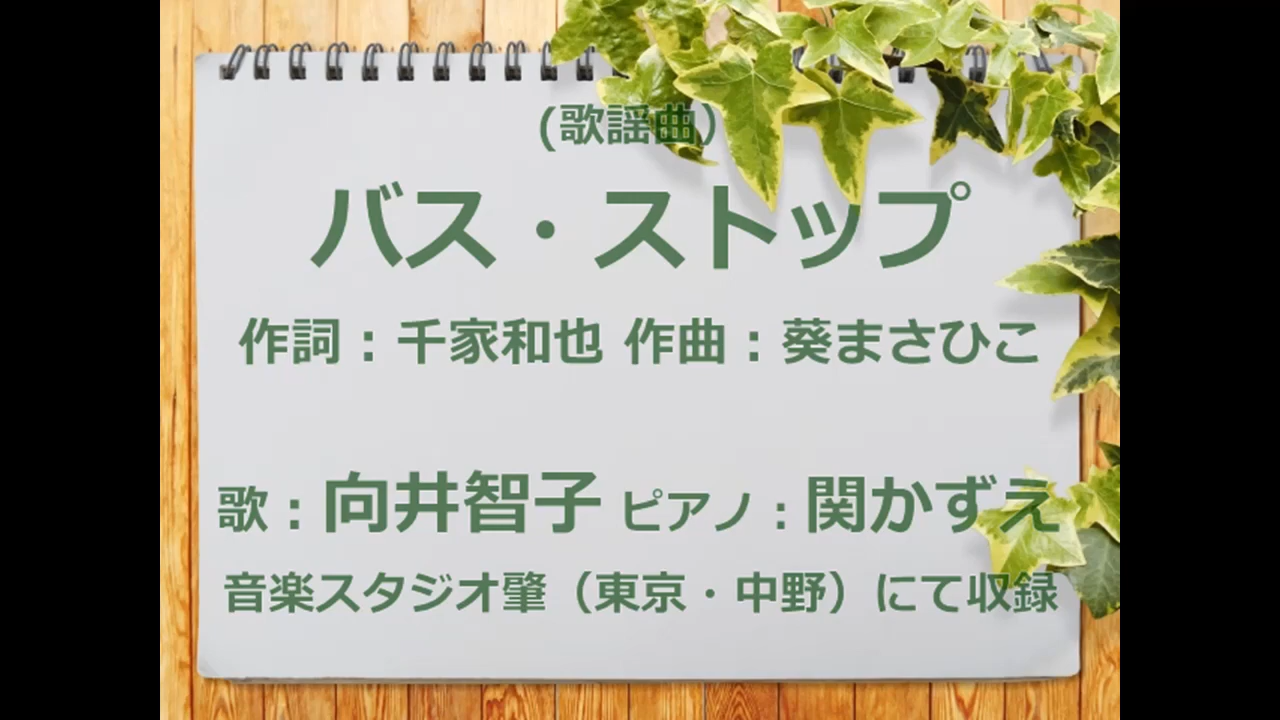 (歌謡曲)
バス・ストップ
作詞：千家和也 作曲：葵まさひこ
歌：向井智子 ピアノ：関かずえ
音楽スタジオ肇（東京・中野）にて収録